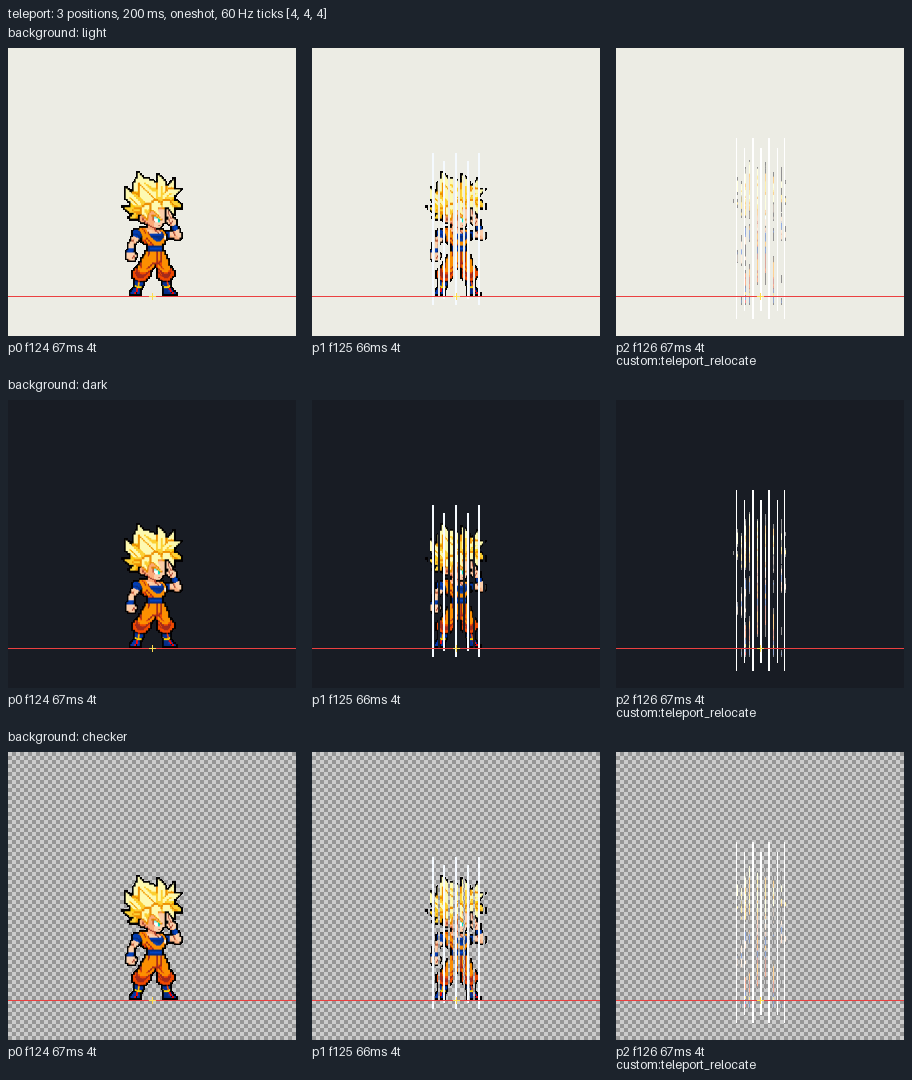 teleport: 3 positions, 200 ms, oneshot, 60 Hz ticks [4, 4, 4]
background: light
p0 f124 67ms 4t
p1 f125 66ms 4t
p2 f126 67ms 4t
custom:teleport_relocate
background: dark
p0 f124 67ms 4t
p1 f125 66ms 4t
p2 f126 67ms 4t
custom:teleport_relocate
background: checker
p0 f124 67ms 4t
p1 f125 66ms 4t
p2 f126 67ms 4t
custom:teleport_relocate